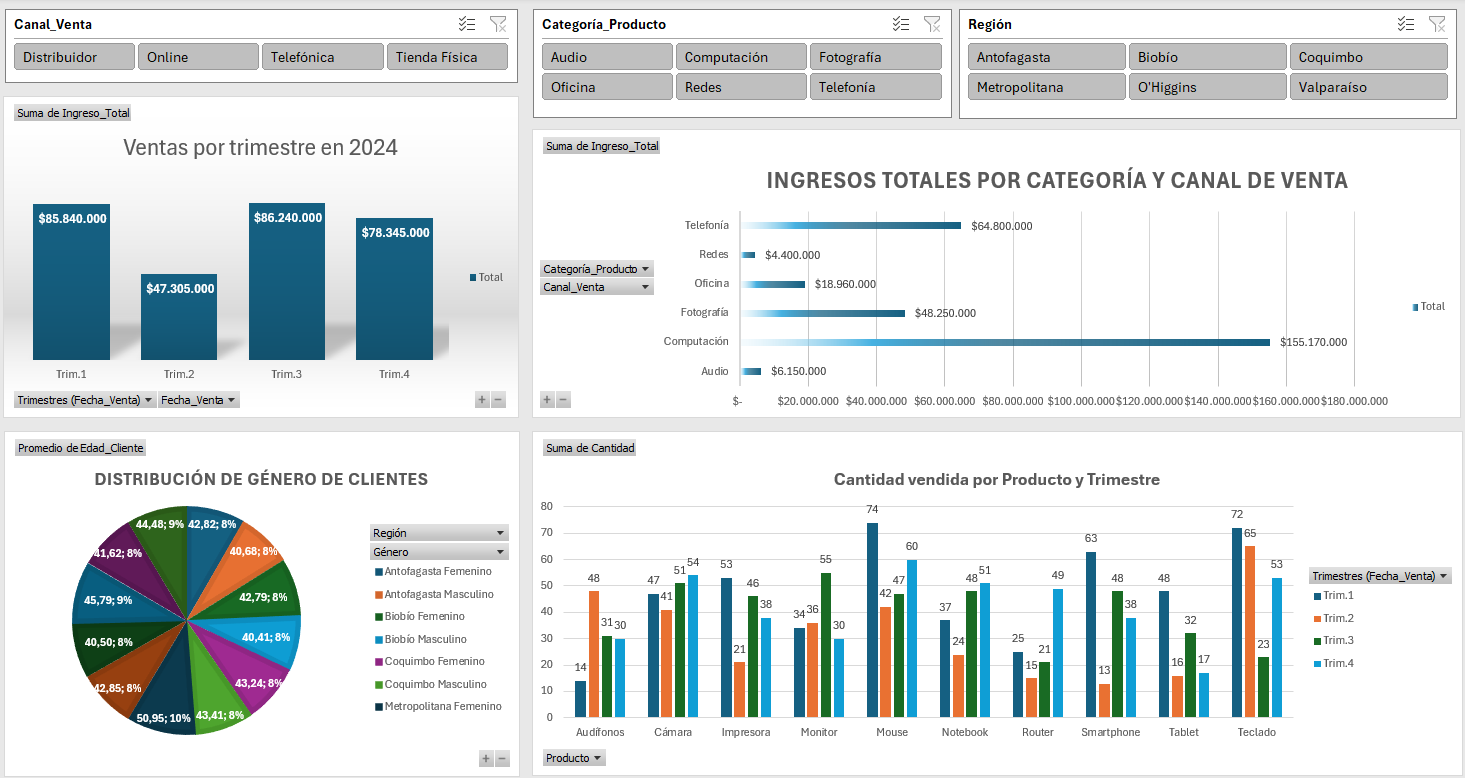 Canal_Venta
Distribuidor Online Telefónica Tienda Física
Categoría_Producto
Audio Computación Fotografía
Oficina Redes Telefonía
Región
Antofagasta Biobío Coquimbo
Metropolitana O'Higgins Valparaíso
Suma de Ingreso_Total
Ventas por trimestre en 2024
$85.840.000
$47.305.000
$86.240.000
$78.345.000
Total
Trim.1 Trim.2 Trim.3 Trim.4
Trimestres (Fecha_Venta) Fecha_Venta
+ −
Suma de Ingreso_Total
INGRESOS TOTALES POR CATEGORÍA Y CANAL DE VENTA
Categoría_Producto
Canal_Venta
Telefonía $64.800.000
Redes $4.400.000
Oficina $18.960.000
Fotografía $48.250.000
Computación $155.170.000
Audio $6.150.000
Total
$- $20.000.000 $40.000.000 $60.000.000 $80.000.000 $100.000.000 $120.000.000 $140.000.000 $160.000.000 $180.000.000
+ −
Promedio de Edad_Cliente
DISTRIBUCIÓN DE GÉNERO DE CLIENTES
42,82; 8%
40,68; 8%
42,79; 8%
40,41; 8%
43,24; 8%
43,41; 8%
50,95; 10%
42,85; 8%
40,50; 8%
45,79; 9%
41,62; 8%
44,48; 9%
Región
Género
Antofagasta Femenino
Antofagasta Masculino
Biobío Femenino
Biobío Masculino
Coquimbo Femenino
Coquimbo Masculino
Metropolitana Femenino
+ −
Suma de Cantidad
Cantidad vendida por Producto y Trimestre
80
70
60
50
40
30
20
10
0
14 48 31 30
47 41 51 54
53 21 46 38
34 36 55 30
74 42 47 60
37 24 48 51
25 15 21 49
63 13 48 38
48 16 32 17
72 65 23 53
Audífonos Cámara Impresora Monitor Mouse Notebook Router Smartphone Tablet Teclado
Trimestres (Fecha_Venta)
Trim.1
Trim.2
Trim.3
Trim.4
Producto